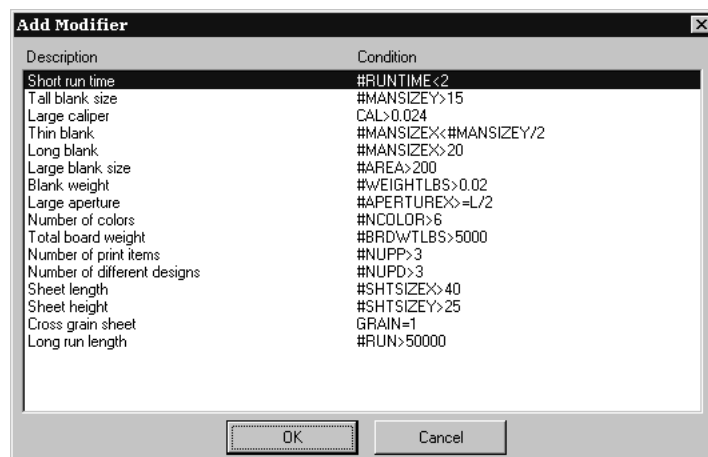 Add Modifier
Description Condition
Short run time #RUNTIME<2
Tall blank size #MANSIZEY>15
Large caliper CAL>0.024
Thin blank #MANSIZEX<#MANSIZEY/2
Long blank #MANSIZEX>20
Large blank size #AREA>200
Blank weight #WEIGHTLBS>0.02
Large aperture #APERTUREX>=L/2
Number of colors #NCOLOR>6
Total board weight #BRDWTLBS>5000
Number of print items #NUPP>3
Number of different designs #NUPD>3
Sheet length #SHTSIZEX>40
Sheet height #SHTSIZEY>25
Cross grain sheet GRAIN=1
Long run length #RUN>50000
OK Cancel